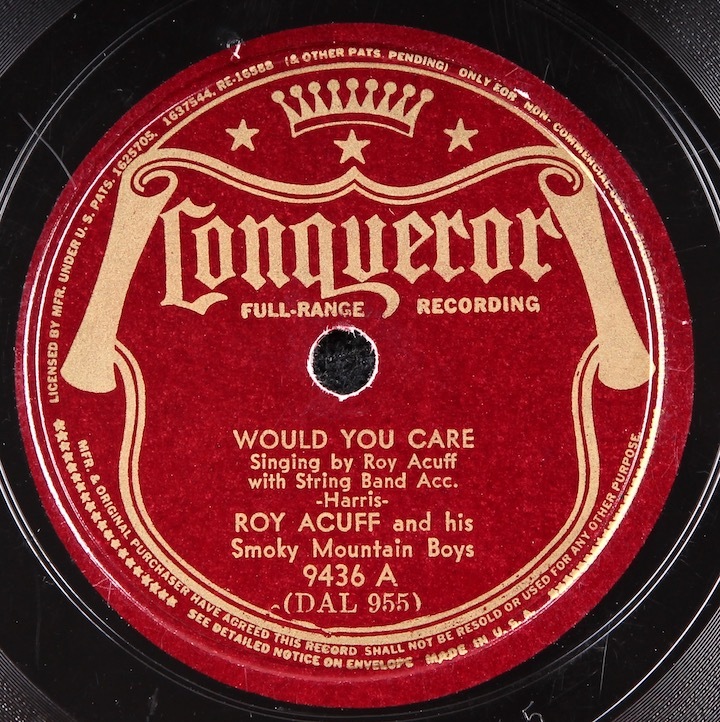 LICENSED BY MFR. UNDER U. S. PATS. 1625705, 1637544, RE-16588 (& OTHER PATS. PENDING) ONLY FOR NON-COMMERCIAL
Conqueror
FULL-RANGE RECORDING
WOULD YOU CARE
Singing by Roy Acuff
with String Band Acc.
-Harris-
ROY ACUFF and his
Smoky Mountain Boys
9436 A
(DAL 955)
MFR. & ORIGINAL PURCHASER HAVE AGREED THIS RECORD SHALL NOT BE RESOLD OR USED FOR ANY OTHER PURPOSE.
SEE DETAILED NOTICE ON ENVELOPE MADE IN U.S.A.